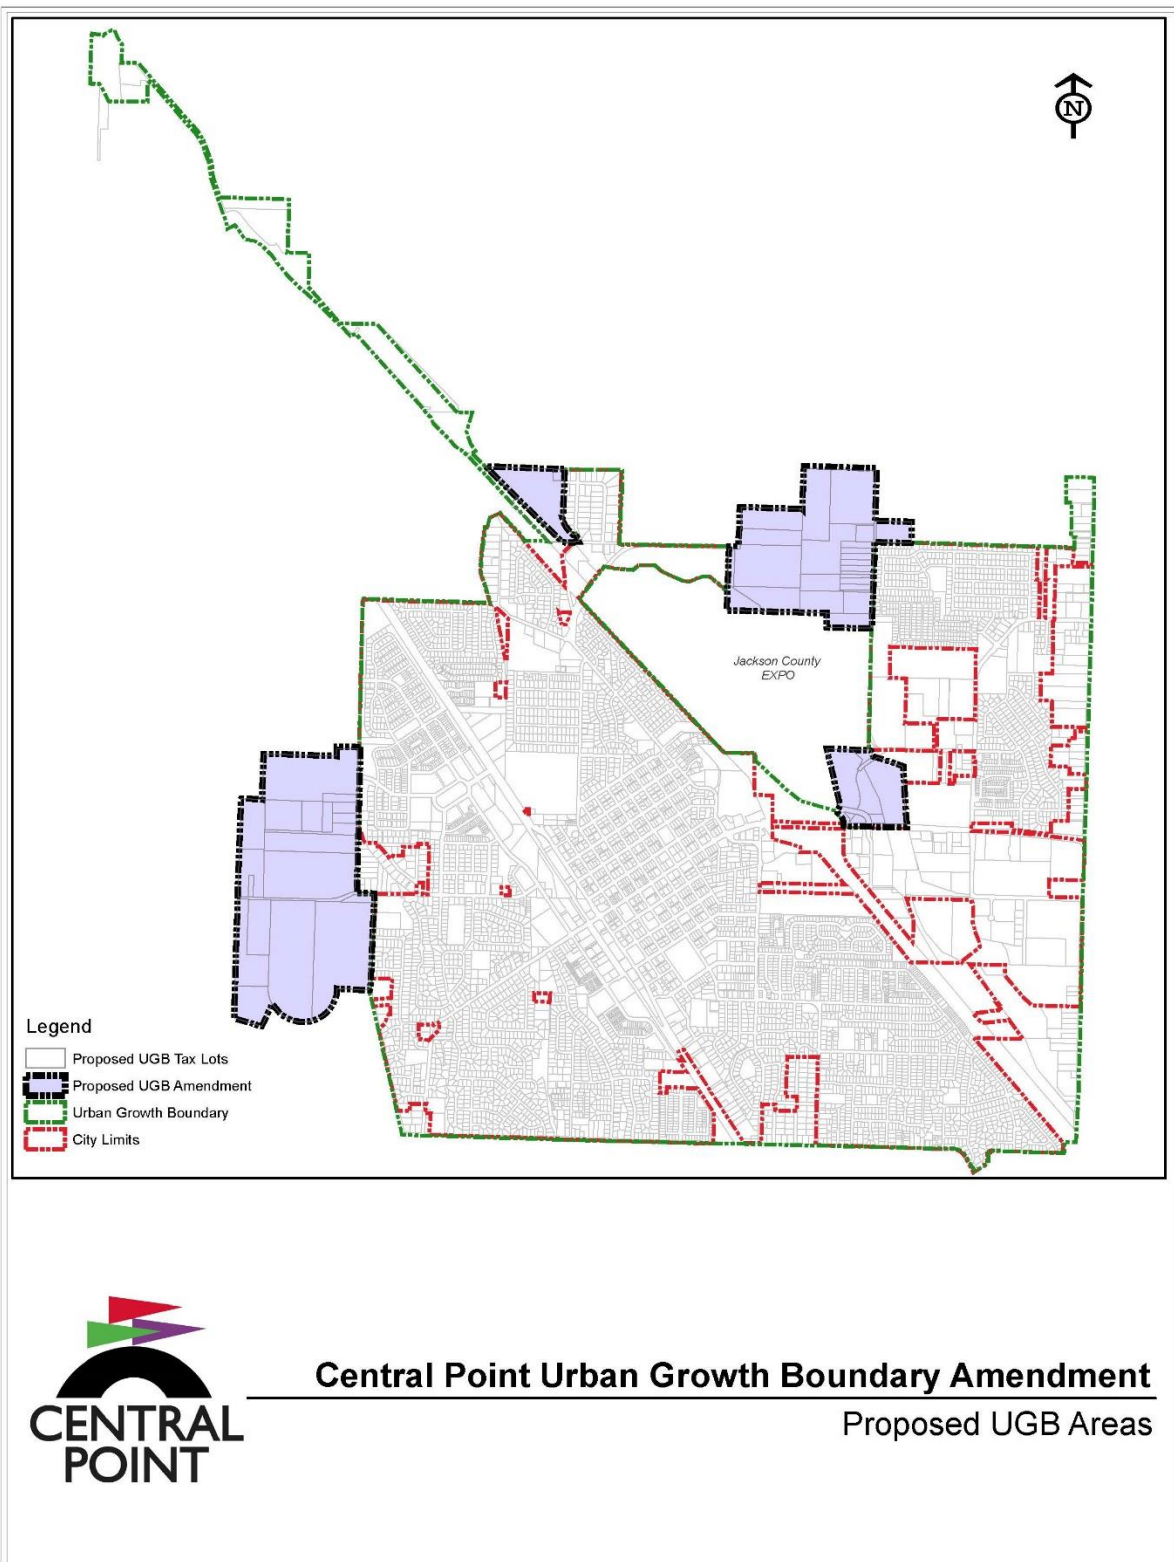 N
Jackson County
EXPO
Legend
Proposed UGB Tax Lots
Proposed UGB Amendment
Urban Growth Boundary
City Limits
CENTRAL
POINT
Central Point Urban Growth Boundary Amendment
Proposed UGB Areas